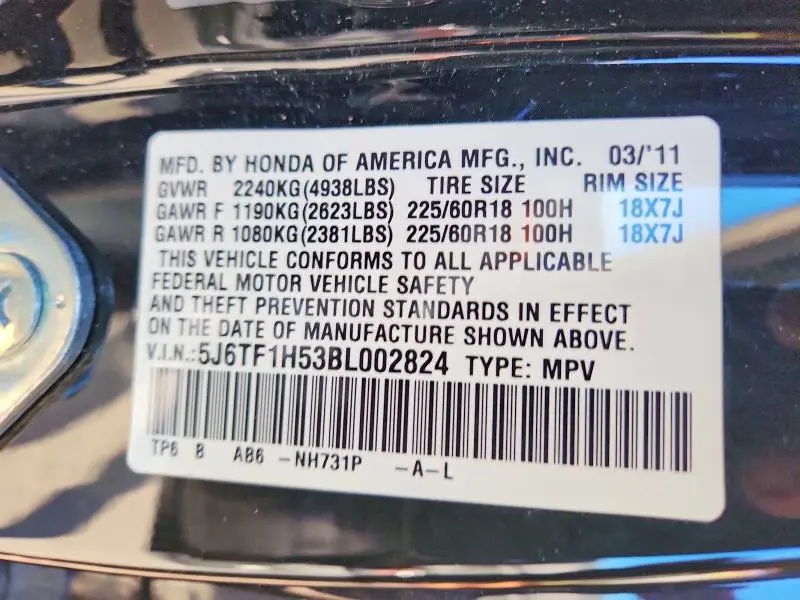 MFD. BY HONDA OF AMERICA MFG., INC. 03/'11
GVWR 2240KG(4938LBS) TIRE SIZE RIM SIZE
GAWR F 1190KG(2623LBS) 225/60R18 100H 18X7J
GAWR R 1080KG(2381LBS) 225/60R18 100H 18X7J
THIS VEHICLE CONFORMS TO ALL APPLICABLE
FEDERAL MOTOR VEHICLE SAFETY
AND THEFT PREVENTION STANDARDS IN EFFECT
ON THE DATE OF MANUFACTURE SHOWN ABOVE.
V.I.N.:5J6TF1H53BL002824 TYPE: MPV
TP6 B AB6 -NH731P -A-L